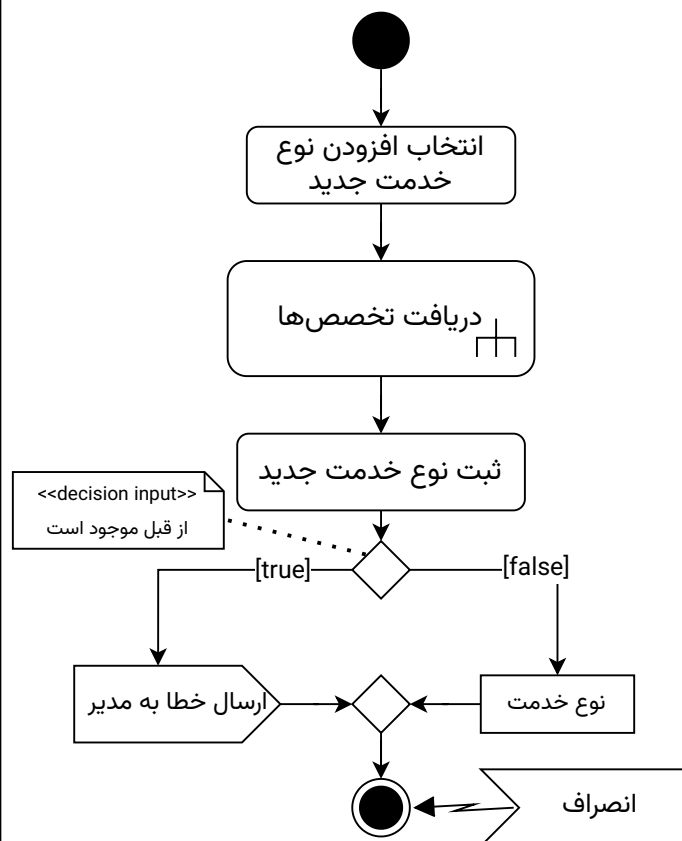 انتخاب افزودن نوع
خدمت جدید
دریافت تخصص‌ها
ثبت نوع خدمت جدید
<<decision input>>
از قبل موجود است
[true]
[false]
ارسال خطا به مدیر
نوع خدمت
انصراف